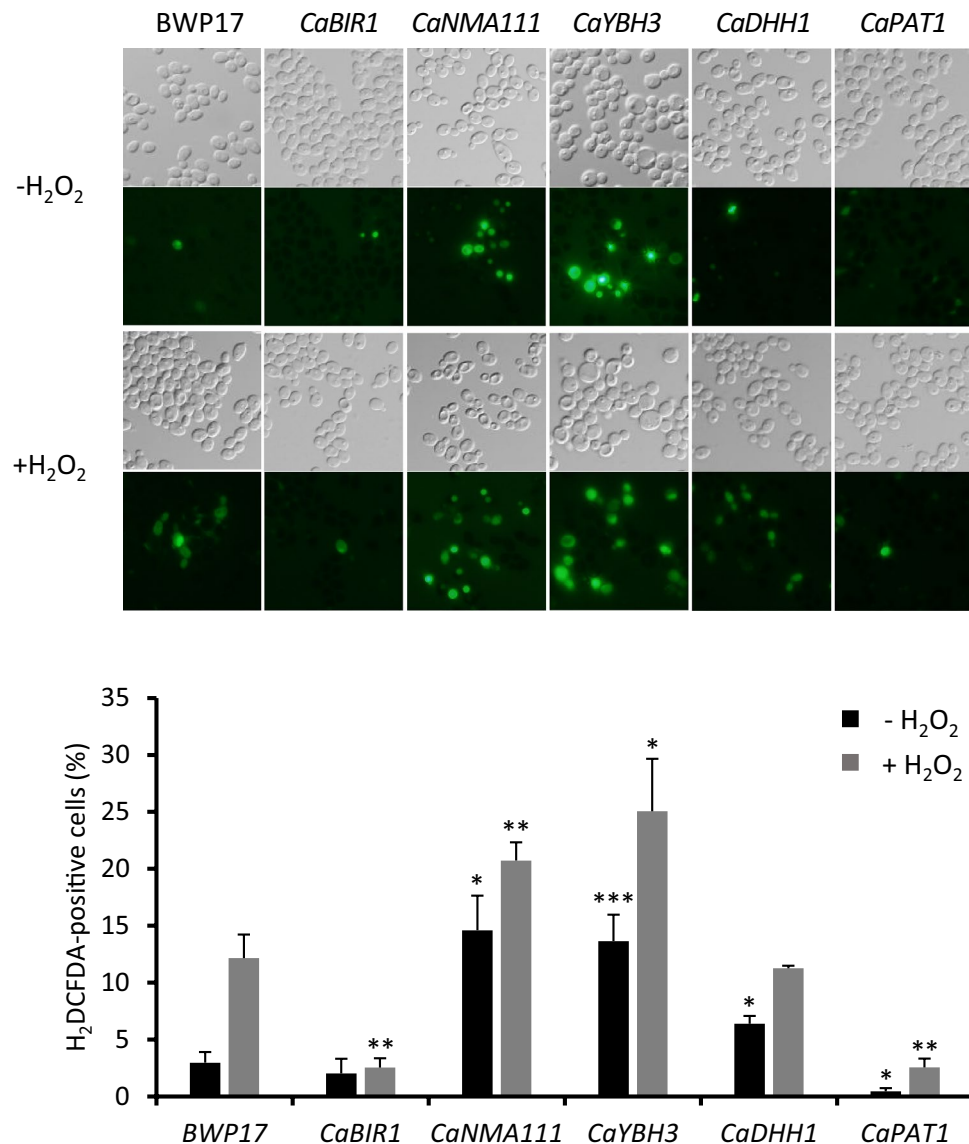 BWP17 CaBIR1 CaNMA111 CaYBH3 CaDHH1 CaPAT1
-H₂O₂
+H₂O₂
35
30
25
20
15
10
5
0
H₂DCFDA-positive cells (%)
- H₂O₂
+ H₂O₂
**
*
**
***
*
*
*
**
BWP17 CaBIR1 CaNMA111 CaYBH3 CaDHH1 CaPAT1